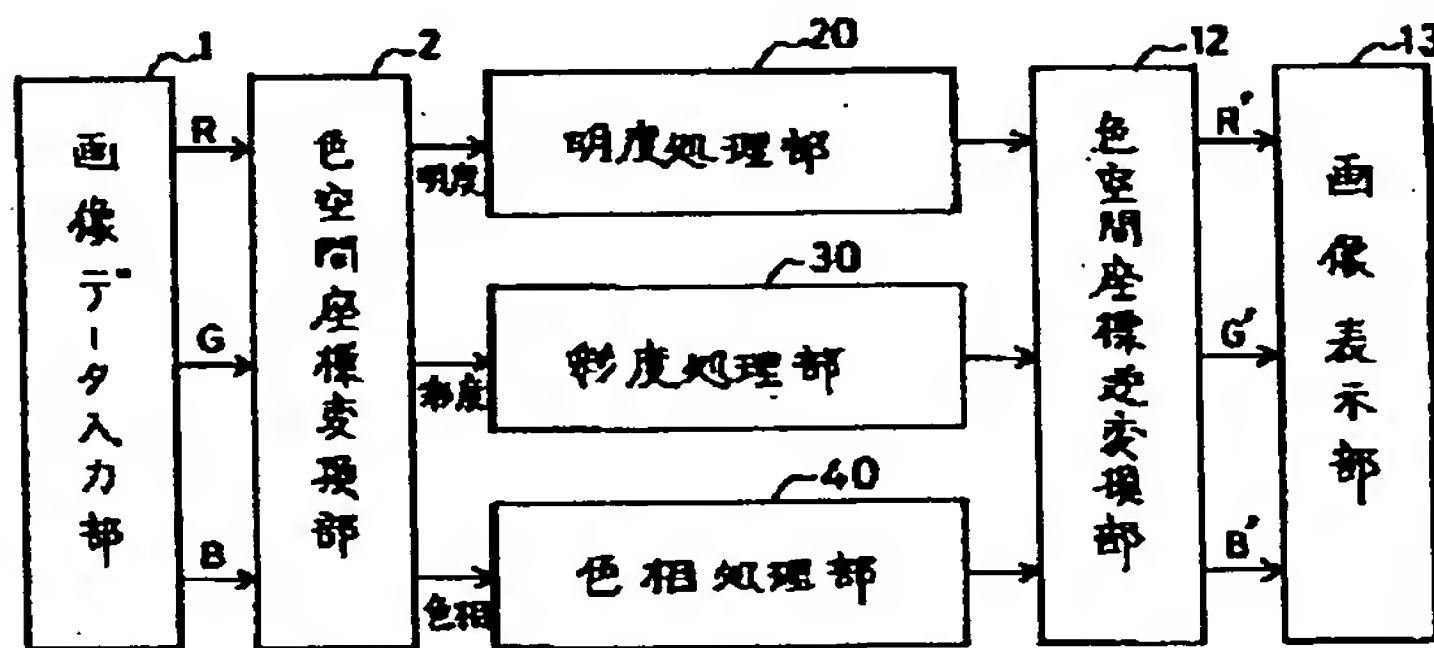 1
2
20
12
13
画像データ入力部
R
G
B
色空間座標変換部
明度
彩度
色相
明度処理部
30
彩度処理部
40
色相処理部
色空間座標逆変換部
R'
G'
B'
画像表示部